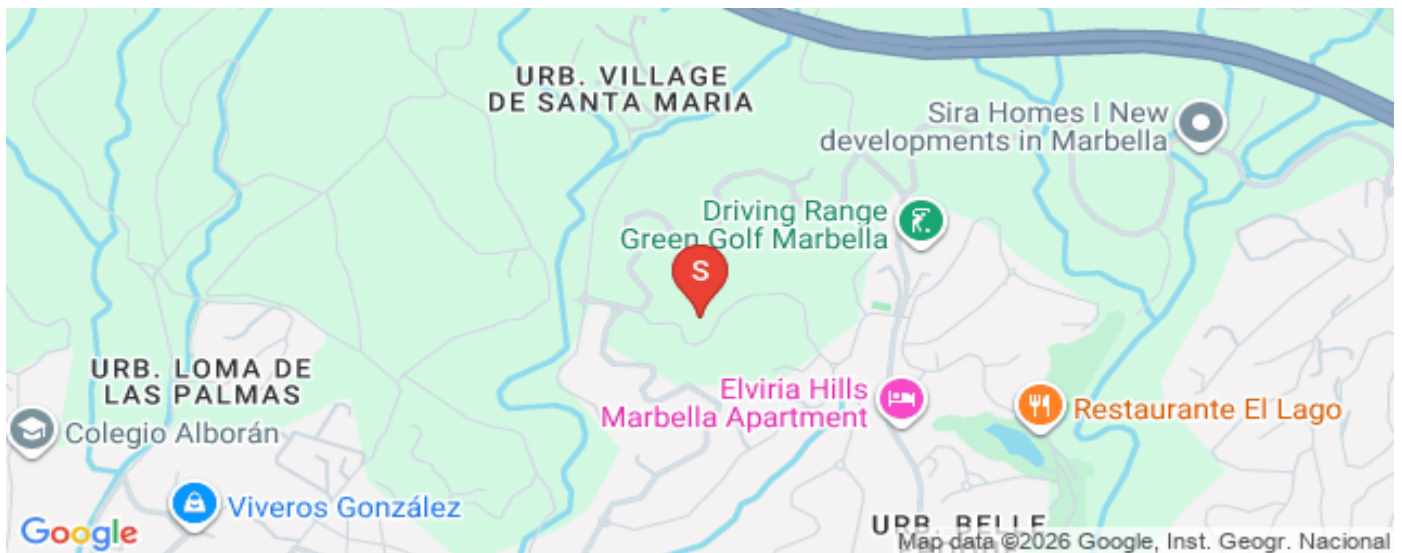 URB. VILLAGE
DE SANTA MARIA
Sira Homes I New
developments in Marbella
Driving Range
Green Golf Marbella
S
URB. LOMA DE
LAS PALMAS
Elviria Hills
Marbella Apartment
Restaurante El Lago
Colegio Alborán
Viveros González
URB. BELLE
Google
Map data ©2026 Google, Inst. Geogr. Nacional